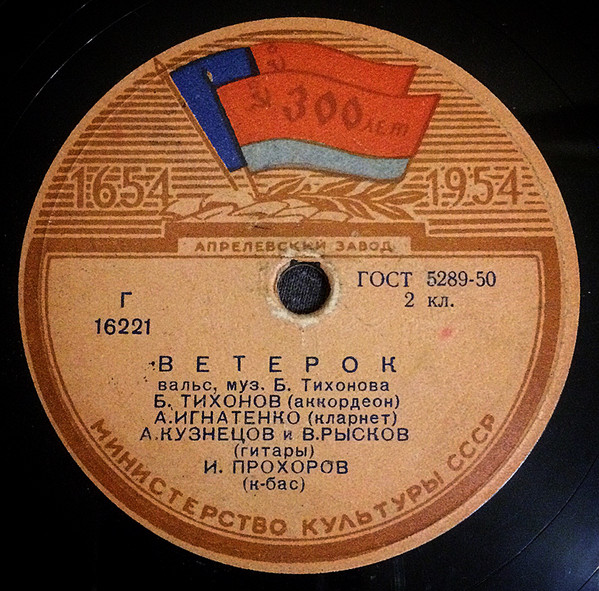 300 лет
1654 1954
АПРЕЛЕВСКИЙ ЗАВОД
ГОСТ 5289-50
2 кл.
Г
16221
ВЕТЕРОК
вальс, муз. Б. Тихонова
Б. ТИХОНОВ (аккордеон)
А. ИГНАТЕНКО (кларнет)
А. КУЗНЕЦОВ и В. РЫСКОВ
(гитары)
И. ПРОХОРОВ
(к-бас)
МИНИСТЕРСТВО КУЛЬТУРЫ СССР